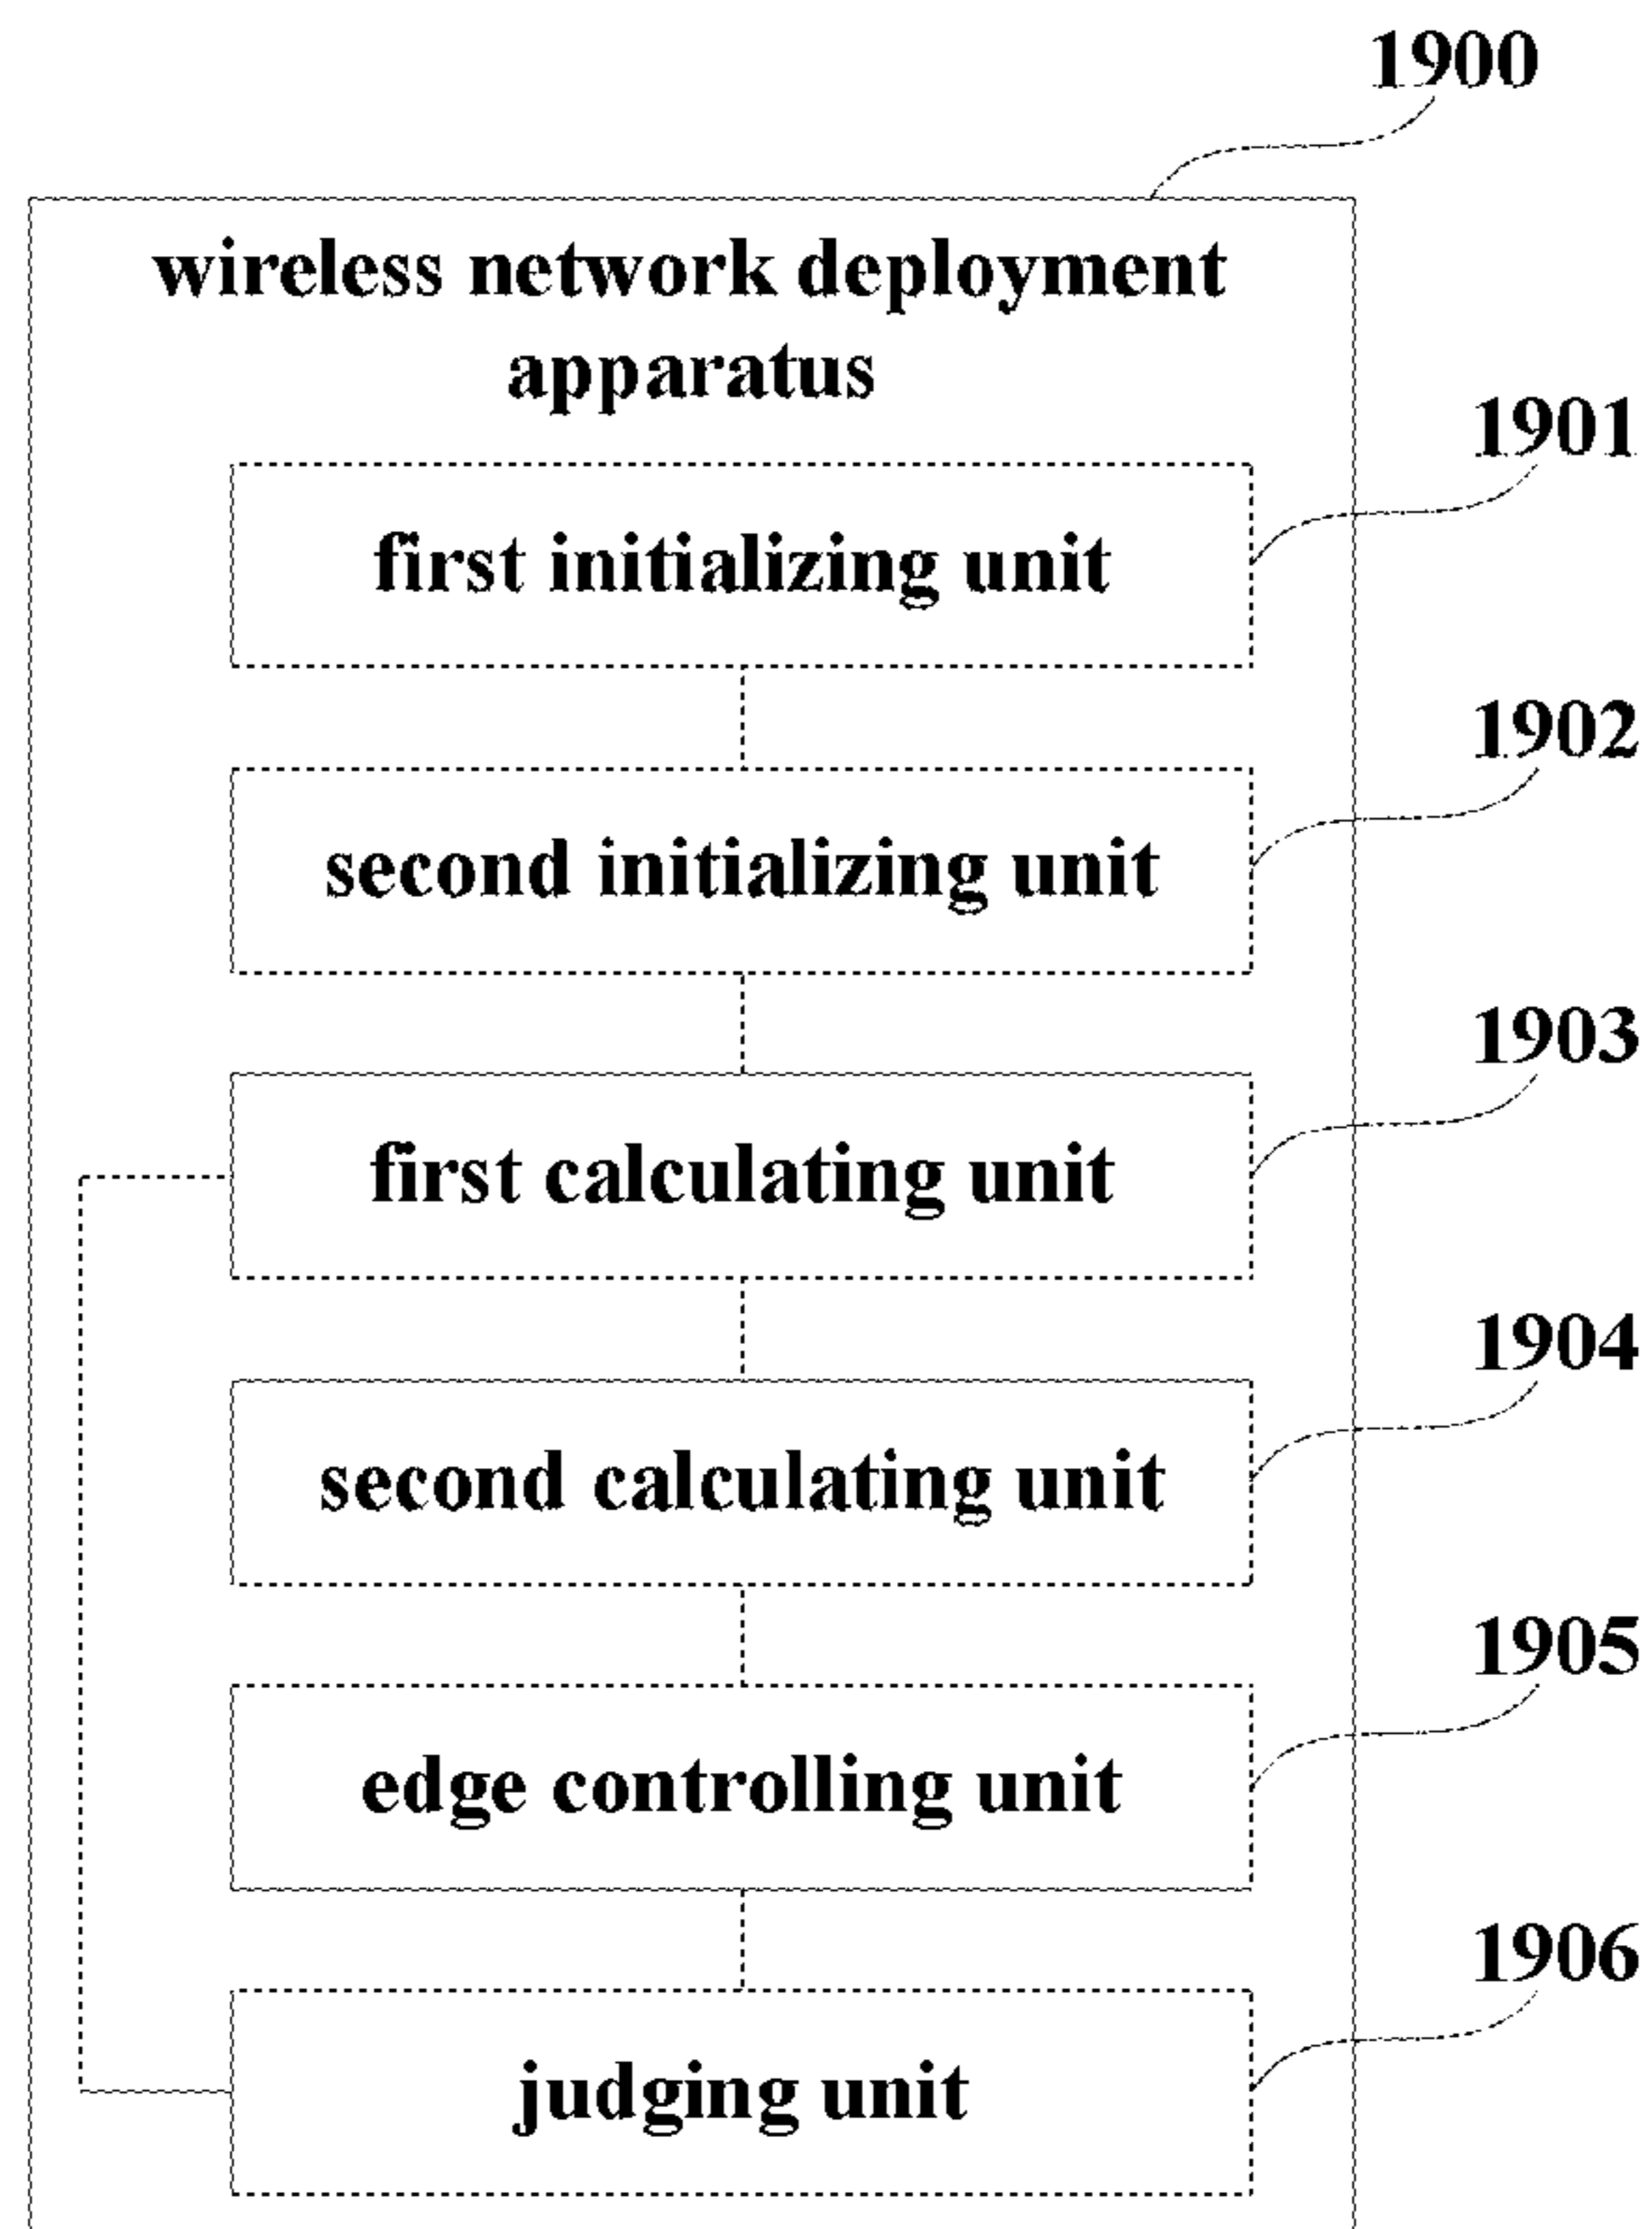 1900
wireless network deployment
apparatus
1901
first initializing unit
1902
second initializing unit
1903
first calculating unit
1904
second calculating unit
1905
edge controlling unit
1906
judging unit